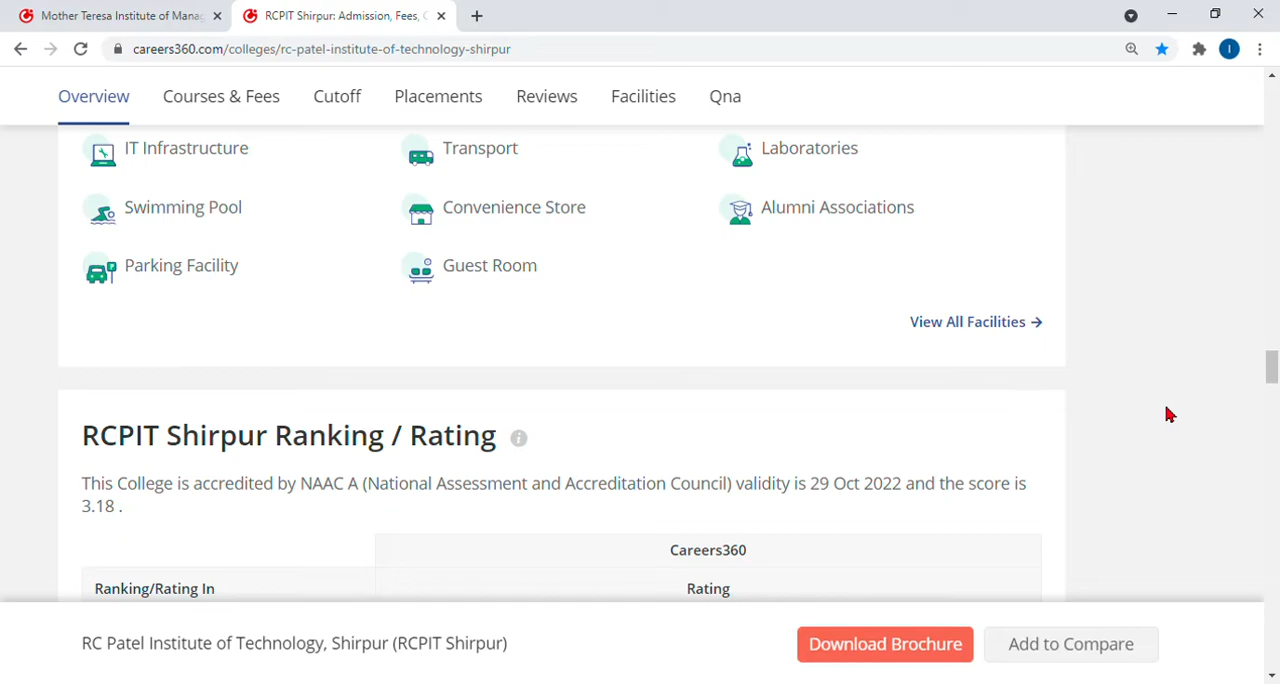 Mother Teresa Institute of Manag
RCPIT Shirpur: Admission, Fees, C
careers360.com/colleges/rc-patel-institute-of-technology-shirpur
I
Overview Courses & Fees Cutoff Placements Reviews Facilities Qna
IT Infrastructure Transport Laboratories
Swimming Pool Convenience Store Alumni Associations
Parking Facility Guest Room
View All Facilities →
RCPIT Shirpur Ranking / Rating i
This College is accredited by NAAC A (National Assessment and Accreditation Council) validity is 29 Oct 2022 and the score is
3.18 .
Careers360
Ranking/Rating In Rating
RC Patel Institute of Technology, Shirpur (RCPIT Shirpur) Download Brochure Add to Compare